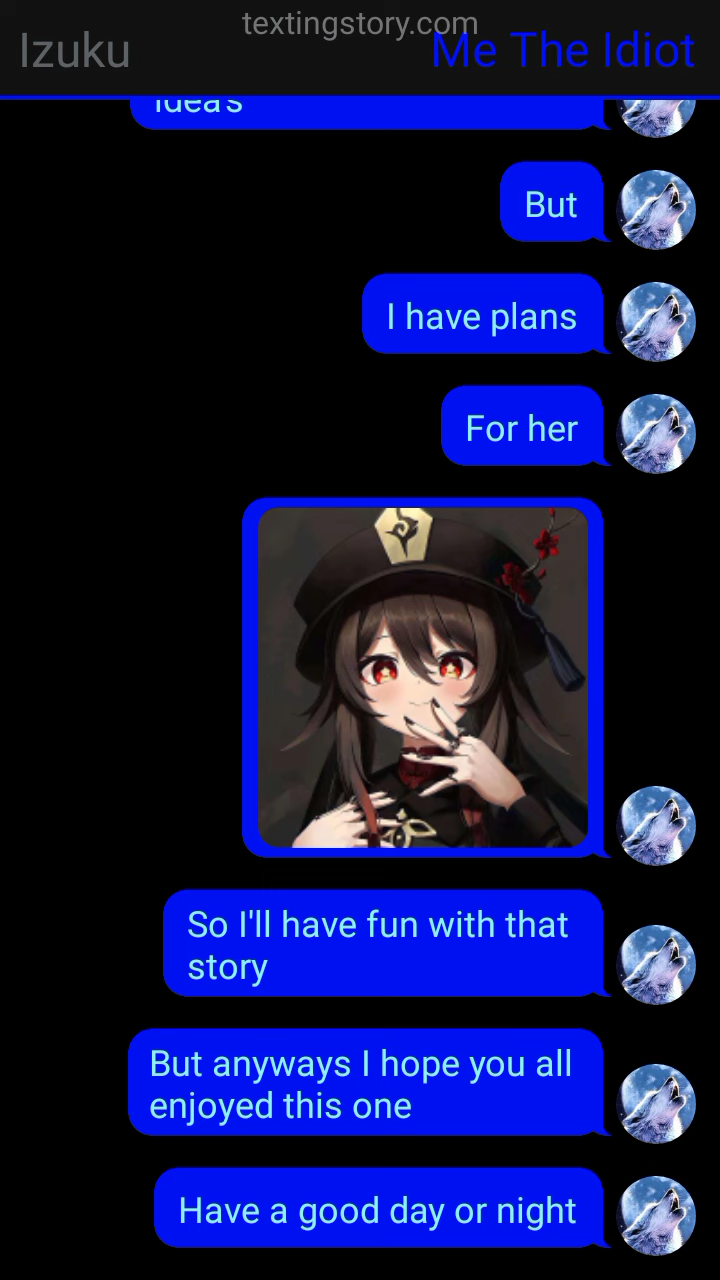 textingstory.com
Izuku
Me The Idiot
Idea's
But
I have plans
For her
So I'll have fun with that
story
But anyways I hope you all
enjoyed this one
Have a good day or night